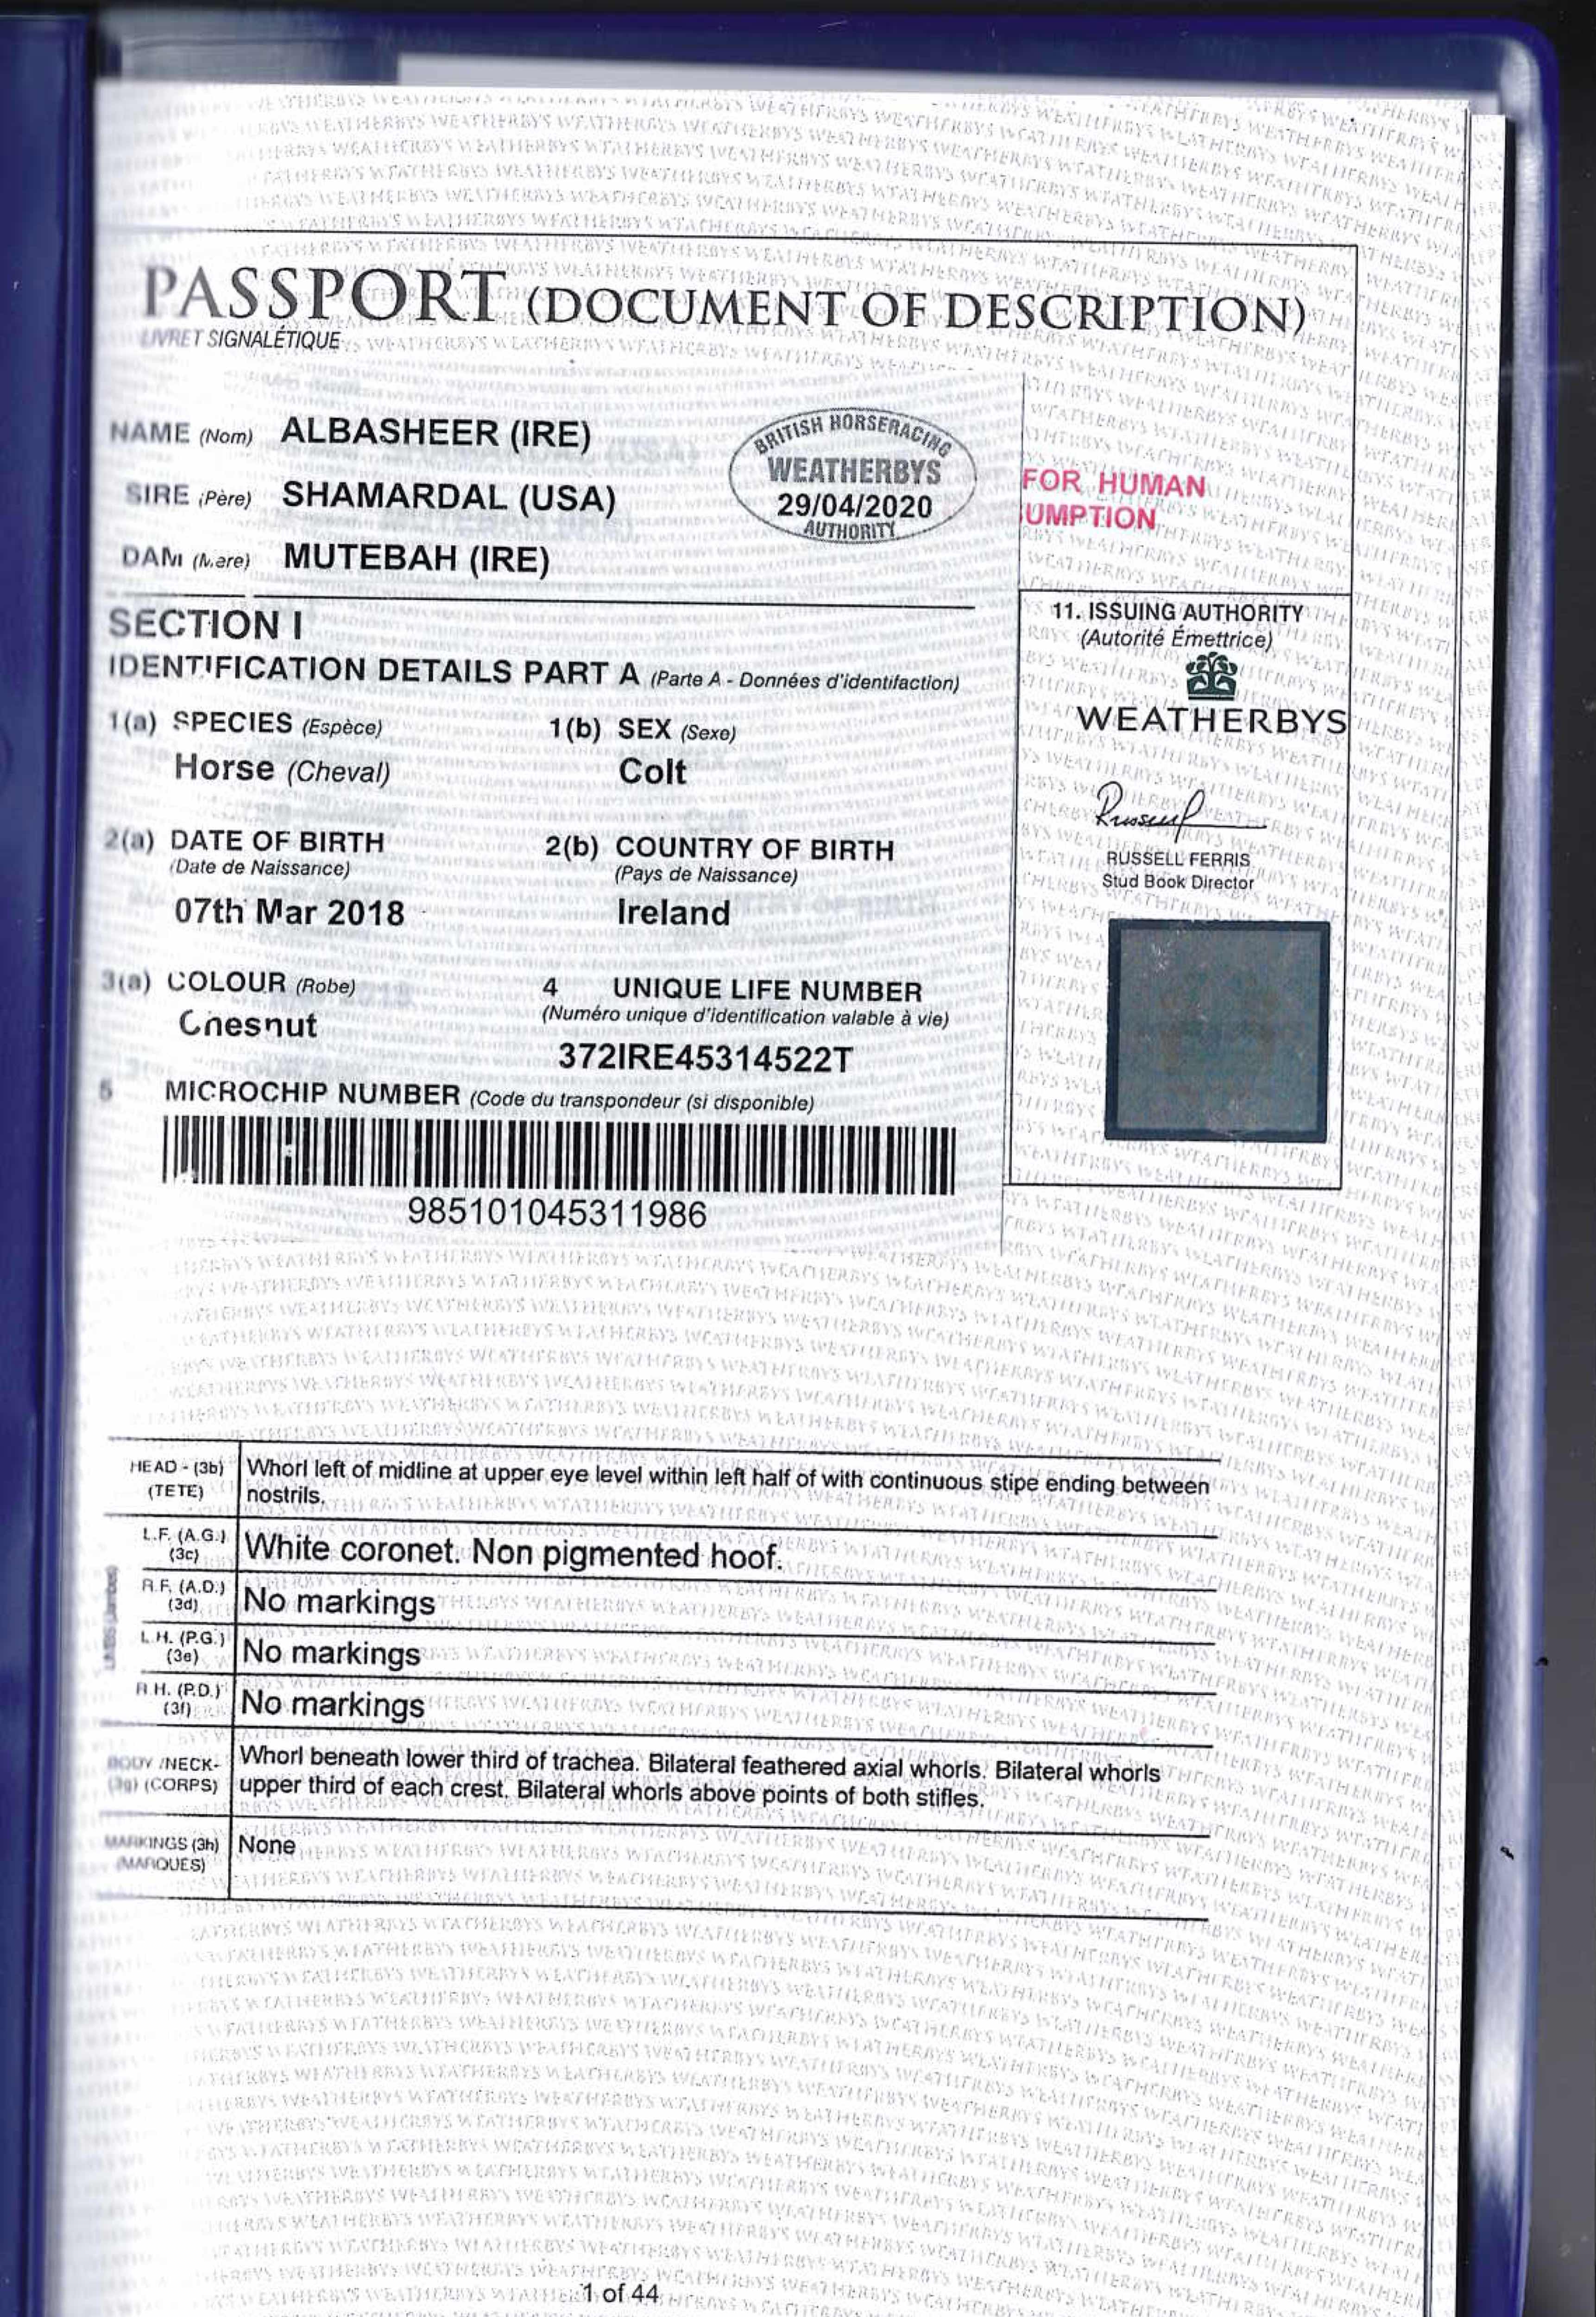 PASSPORT (DOCUMENT OF DESCRIPTION)
LIVRET SIGNALÉTIQUE
NAME (Nom) ALBASHEER (IRE)
SIRE (Père) SHAMARDAL (USA)
DAM (Mare) MUTEBAH (IRE)
BRITISH HORSERACING
WEATHERBYS
29/04/2020
AUTHORITY
FOR HUMAN
UMPTION
SECTION I
IDENTIFICATION DETAILS PART A (Parte A - Données d'identifaction)
1(a) SPECIES (Espèce) 1(b) SEX (Sexe)
Horse (Cheval) Colt
2(a) DATE OF BIRTH 2(b) COUNTRY OF BIRTH
(Date de Naissance) (Pays de Naissance)
07th Mar 2018 Ireland
3(a) COLOUR (Robe) 4 UNIQUE LIFE NUMBER
(Numéro unique d'identification valable à vie)
Chesnut
372IRE45314522T
5 MICROCHIP NUMBER (Code du transpondeur (si disponible)
985101045311986
11. ISSUING AUTHORITY
(Autorité Émettrice)
WEATHERBYS
RUSSELL FERRIS
Stud Book Director
HEAD - (3b) Whorl left of midline at upper eye level within left half of with continuous stipe ending between
(TETE) nostrils.
L.F. (A.G.) White coronet. Non pigmented hoof.
(3c)
R.F. (A.D.) No markings
(3d)
L.H. (P.G.) No markings
(3e)
R.H. (P.D.) No markings
(3f)
LIMBS (Jambes)
BODY /NECK- Whorl beneath lower third of trachea. Bilateral feathered axial whorls. Bilateral whorls
(3g) (CORPS) upper third of each crest. Bilateral whorls above points of both stifles.
MARKINGS (3h) None
(MARQUES)
1 of 44